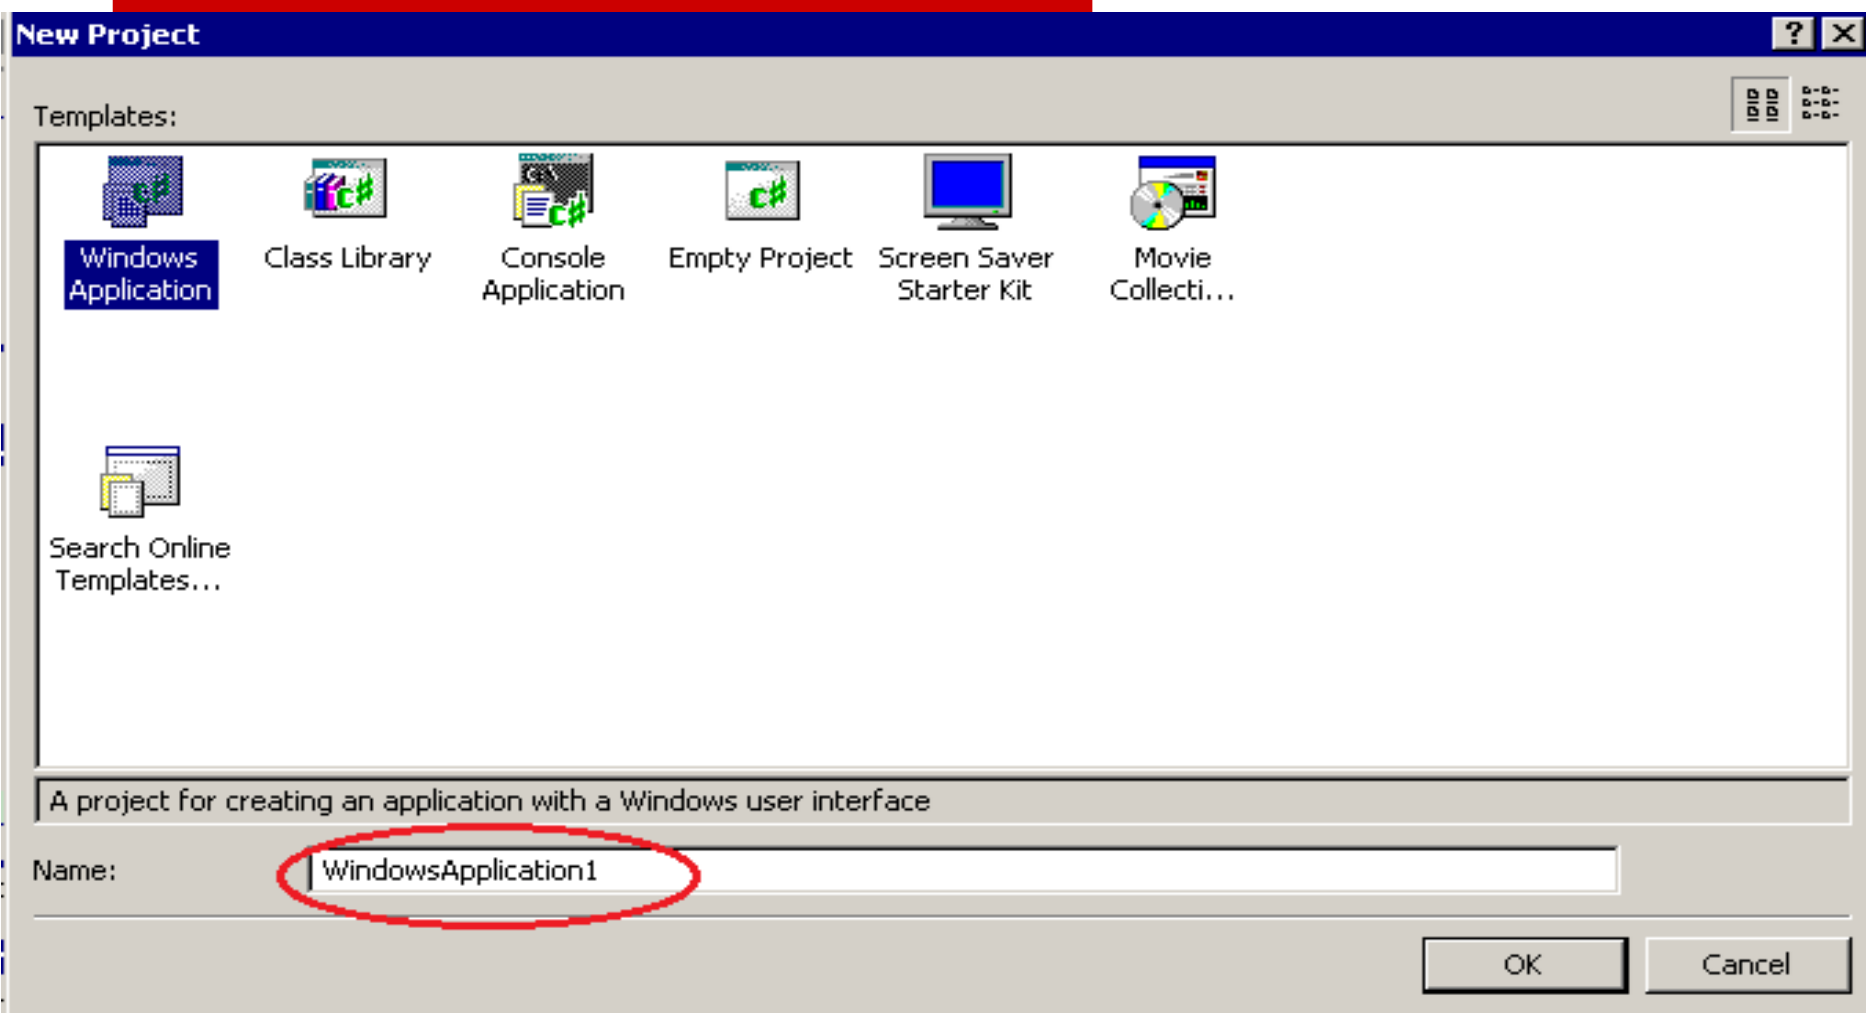 New Project
Templates:
Windows Application
Class Library
Console Application
Empty Project
Screen Saver Starter Kit
Movie Collecti...
Search Online Templates...
A project for creating an application with a Windows user interface
Name:
WindowsApplication1
OK
Cancel